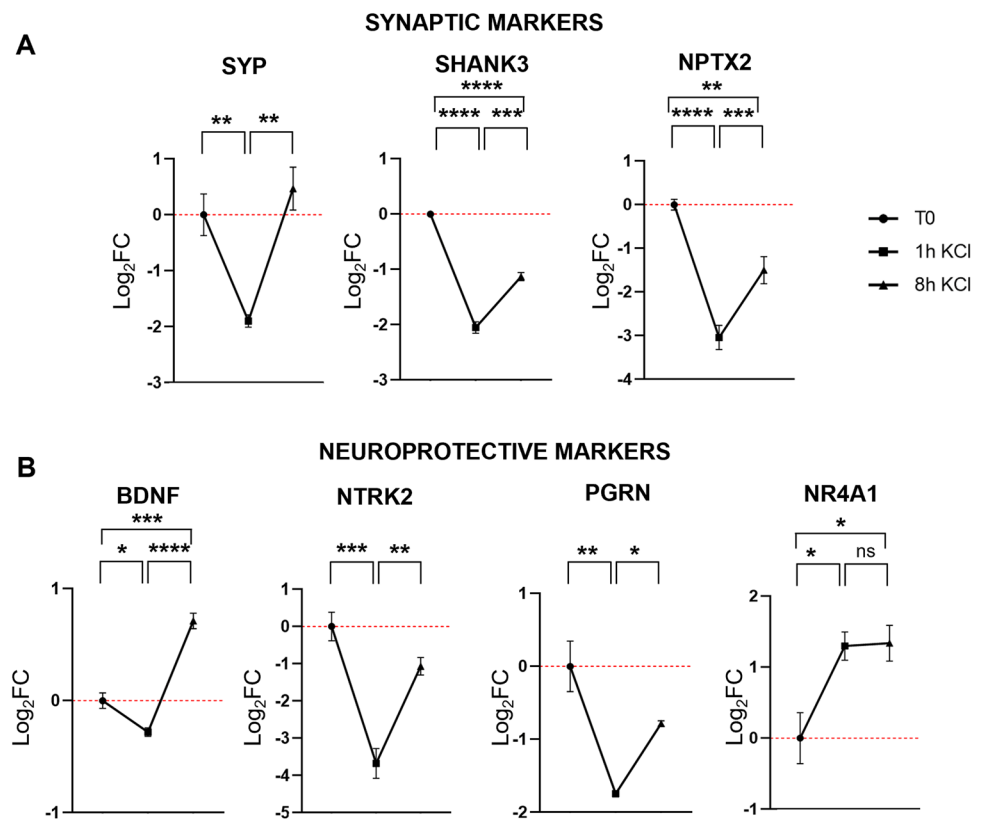 SYNAPTIC MARKERS
A
SYP
SHANK3
NPTX2
**
**
****
****
***
**
****
***
Log2FC
1
0
-1
-2
-3
Log2FC
1
0
-1
-2
-3
Log2FC
1
0
-1
-2
-3
-4
T0
1h KCl
8h KCl
NEUROPROTECTIVE MARKERS
B
BDNF
NTRK2
PGRN
NR4A1
***
*
****
***
**
**
*
*
*
ns
Log2FC
1
0
-1
Log2FC
1
0
-1
-2
-3
-4
-5
Log2FC
1
0
-1
-2
Log2FC
2
1
0
-1